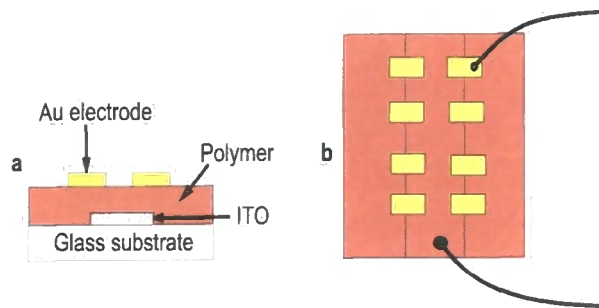 Au electrode
a
Polymer
ITO
Glass substrate
b